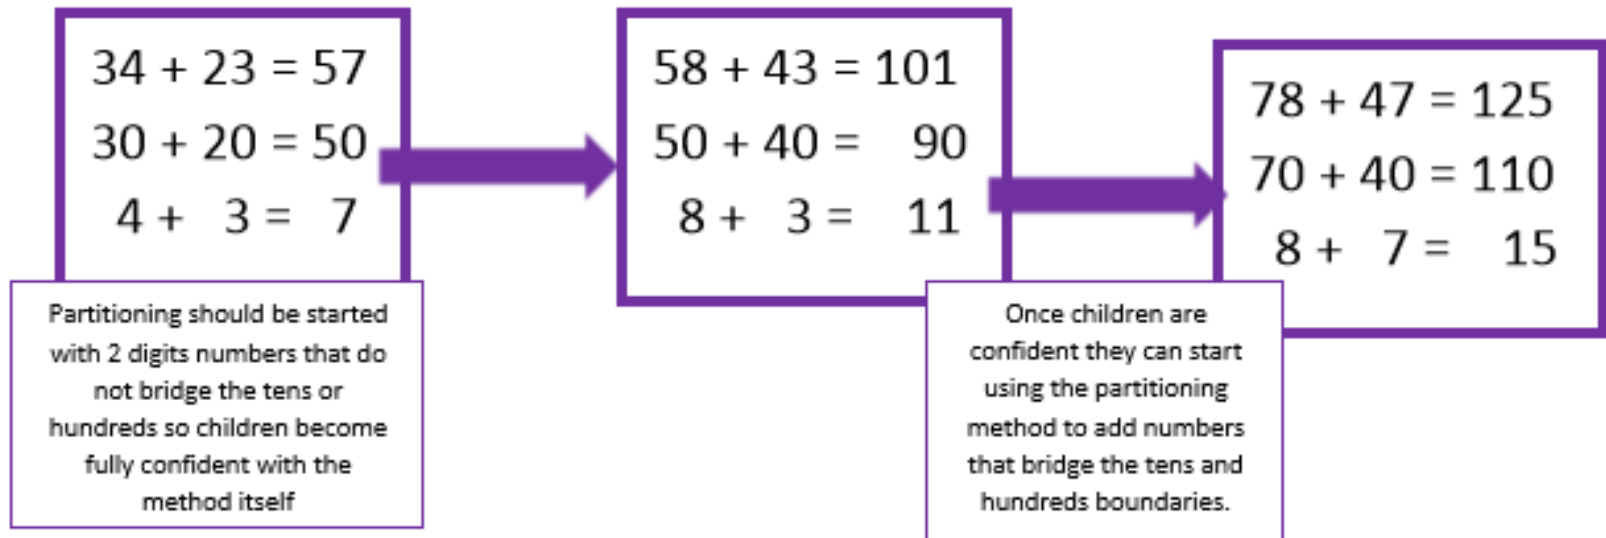 34 + 23 = 57
30 + 20 = 50
4 + 3 = 7
Partitioning should be started
with 2 digits numbers that do
not bridge the tens or
hundreds so children become
fully confident with the
method itself
58 + 43 = 101
50 + 40 = 90
8 + 3 = 11
Once children are
confident they can start
using the partitioning
method to add numbers
that bridge the tens and
hundreds boundaries.
78 + 47 = 125
70 + 40 = 110
8 + 7 = 15